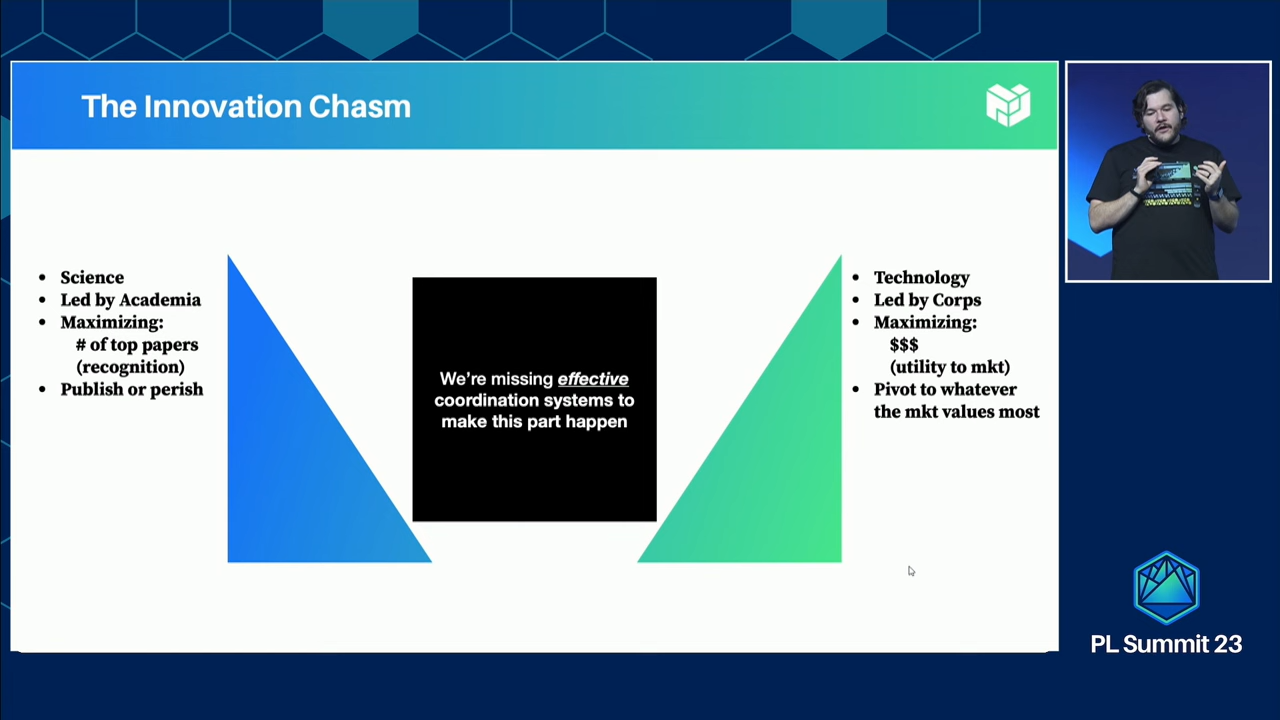 The Innovation Chasm
• Science
• Led by Academia
• Maximizing:
# of top papers
(recognition)
• Publish or perish
We're missing effective
coordination systems to
make this part happen
• Technology
• Led by Corps
• Maximizing:
$$$
(utility to mkt)
• Pivot to whatever
the mkt values most
PL Summit 23